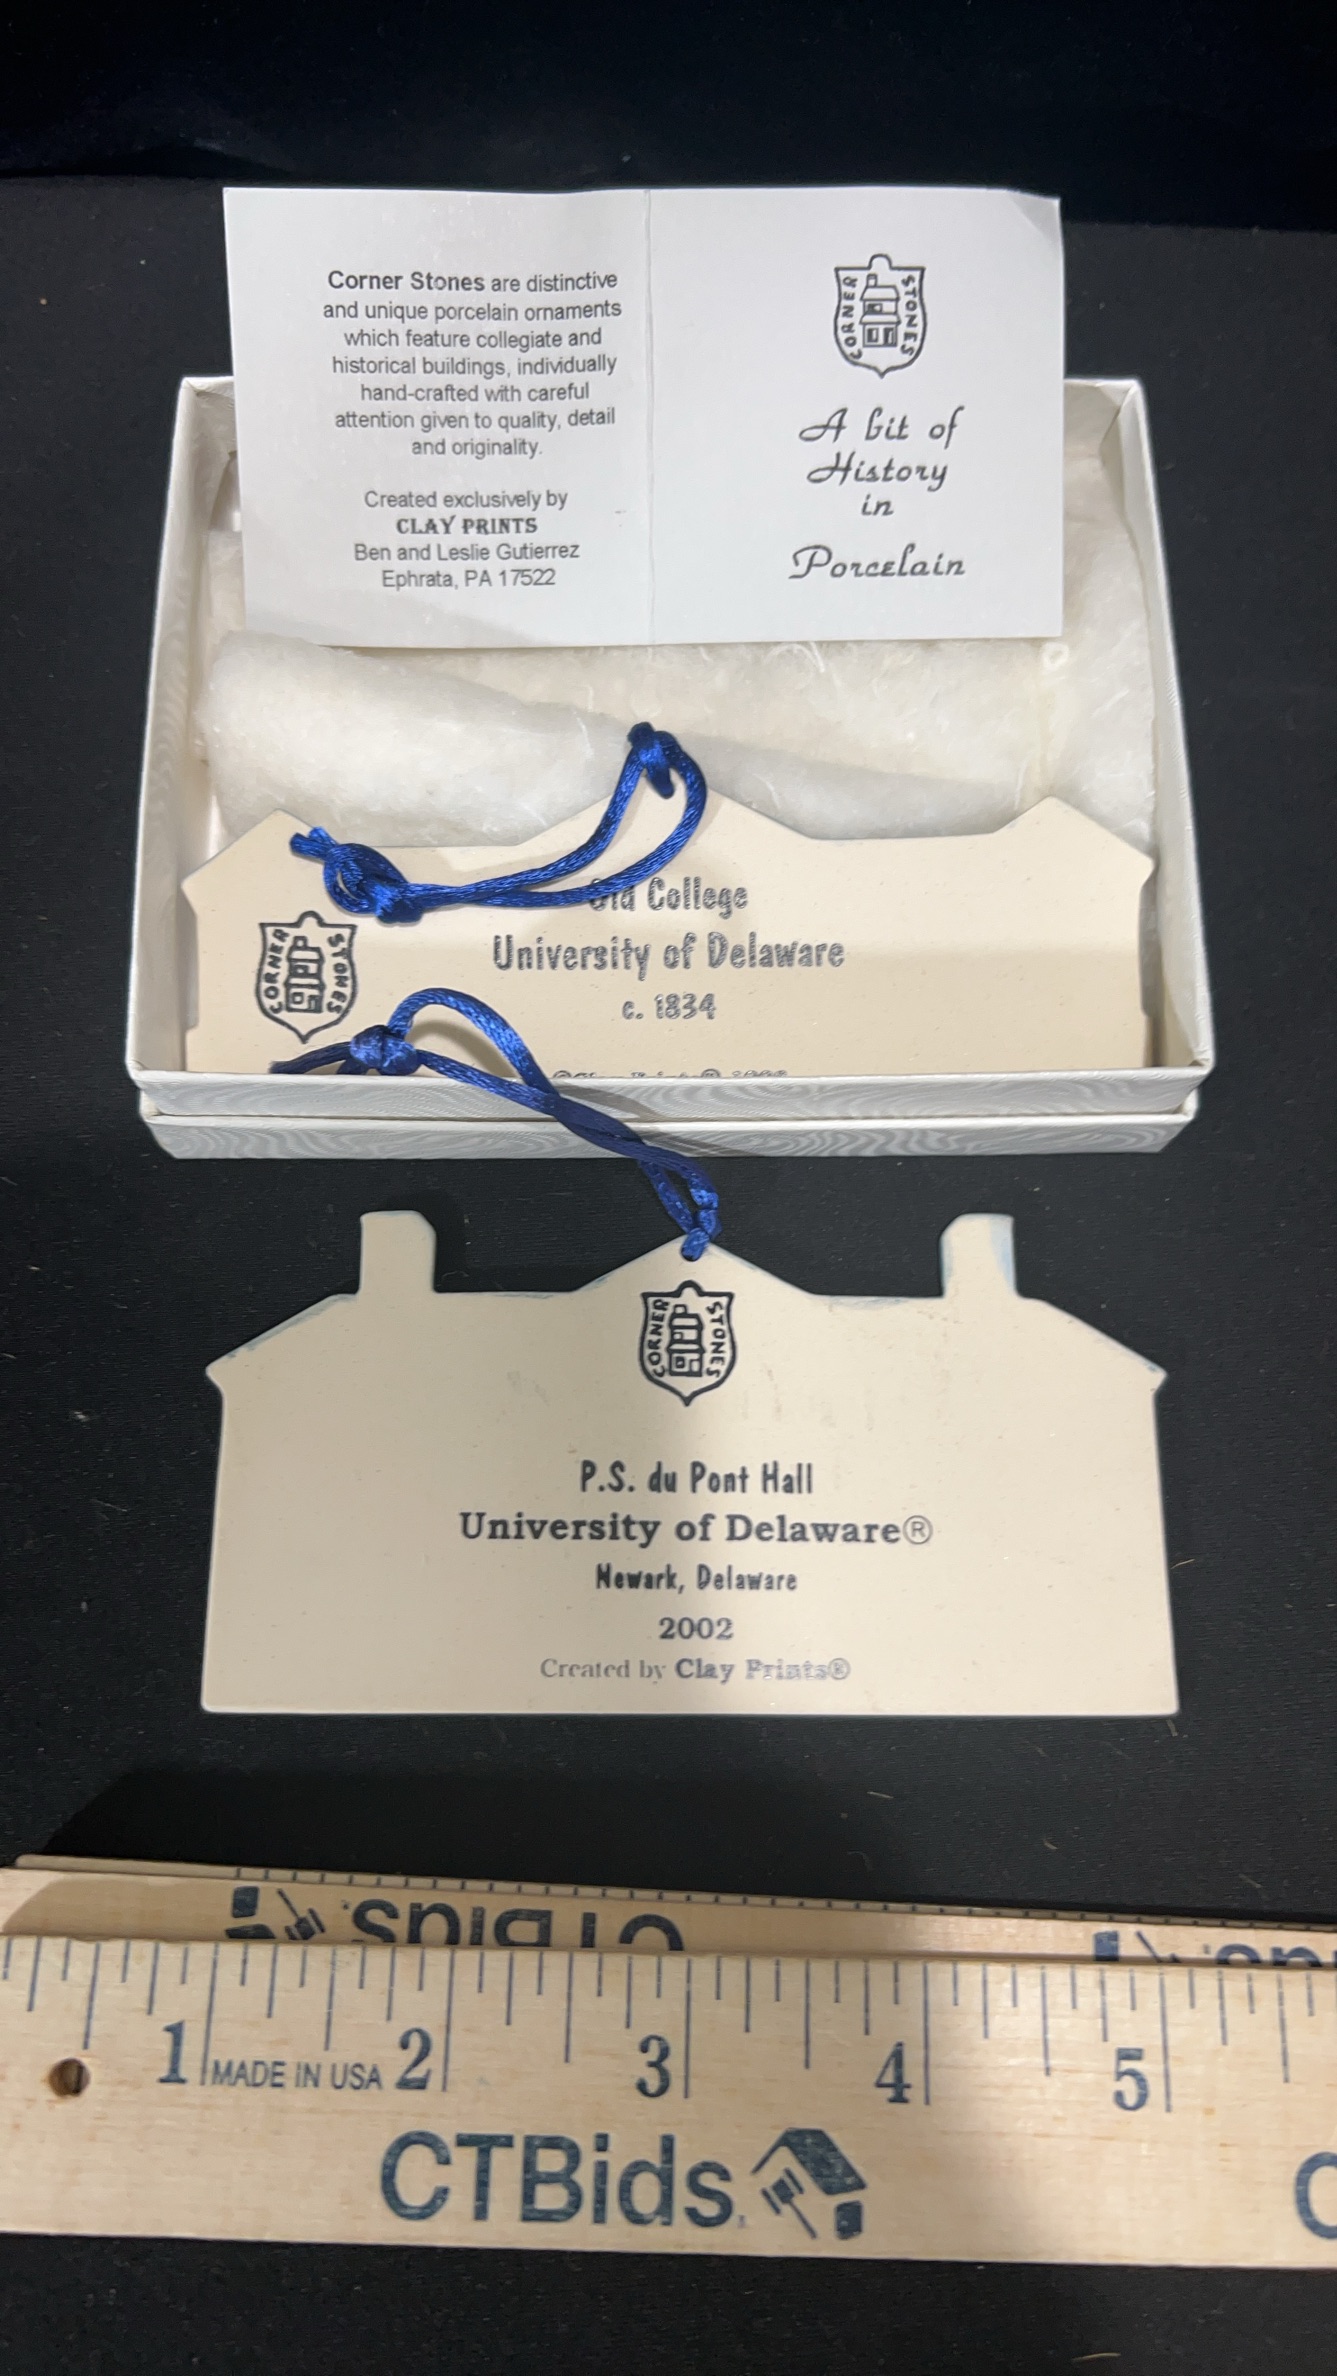 Corner Stones are distinctive
and unique porcelain ornaments
which feature collegiate and
historical buildings, individually
hand-crafted with careful
attention given to quality, detail
and originality.
Created exclusively by
CLAY PRINTS
Ben and Leslie Gutierrez
Ephrata, PA 17522
CORNER STONES
A bit of
History
in
Porcelain
CORNER STONES
Old College
University of Delaware
c. 1834
CORNER STONES
P.S. du Pont Hall
University of Delaware®
Newark, Delaware
2002
Created by Clay Prints®
CTBids
1 2 3 4 5
MADE IN USA
CTBids